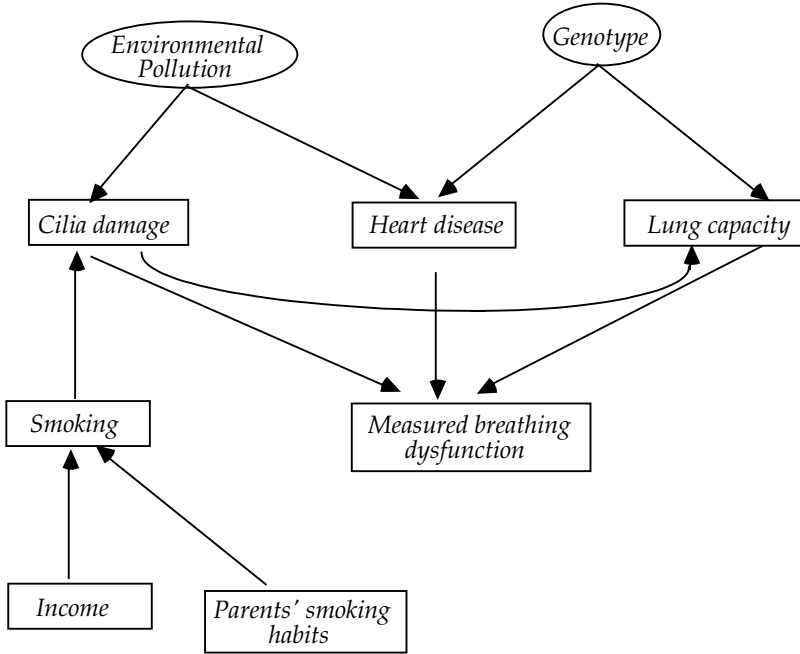 Environmental
Pollution
Genotype
Cilia damage
Heart disease
Lung capacity
Smoking
Measured breathing
dysfunction
Income
Parents' smoking
habits